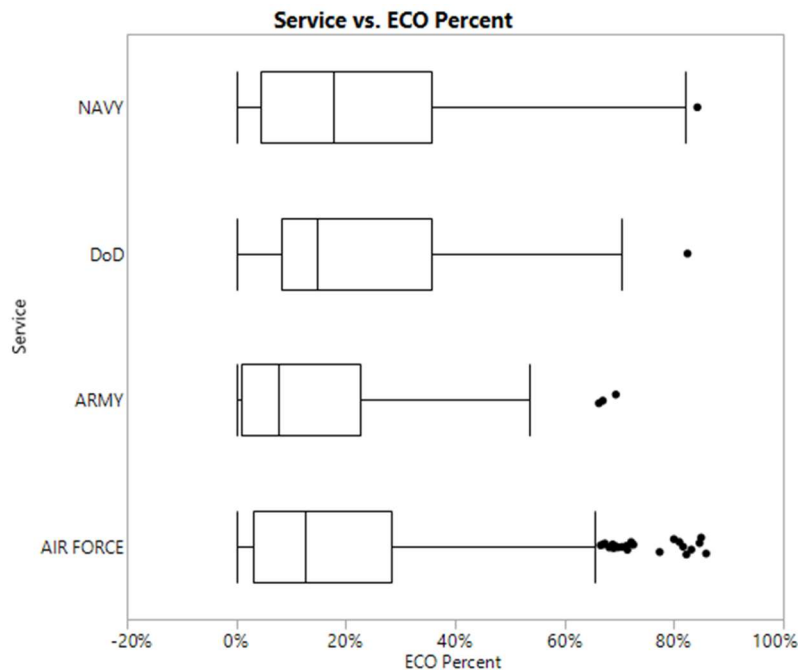 Service vs. ECO Percent
NAVY
DoD
ARMY
AIR FORCE
Service
-20%
0%
20%
40%
60%
80%
100%
ECO Percent